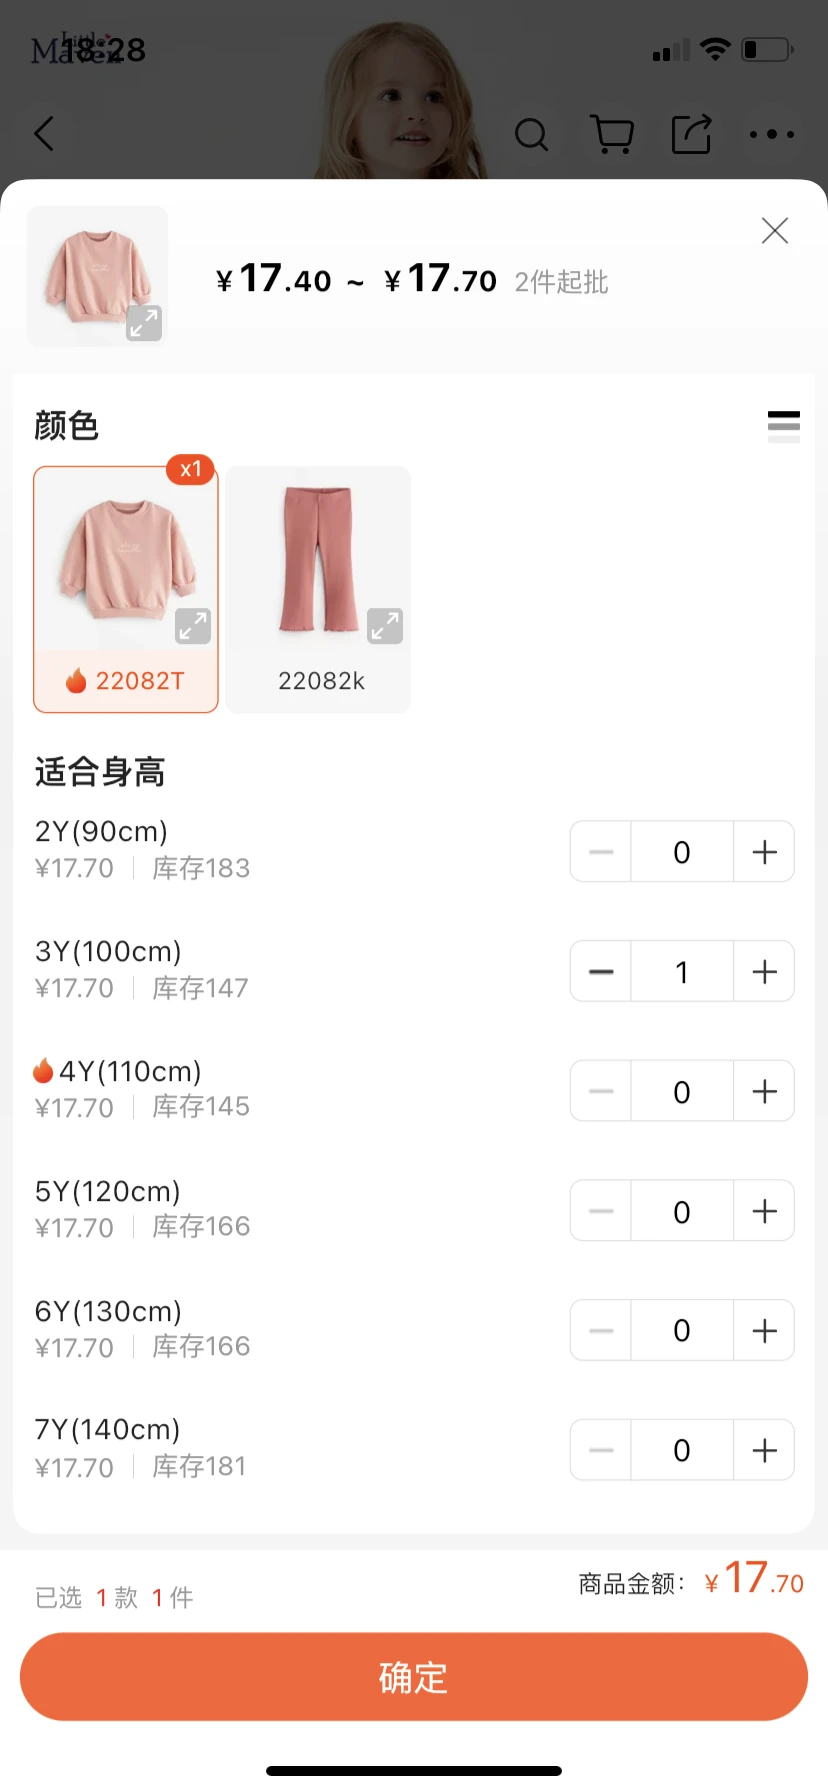 Little
Maven
18:28
¥17.40 ~ ¥17.70 2件起批
颜色
x1
22082T
22082k
适合身高
2Y(90cm)
¥17.70 库存183
0
3Y(100cm)
¥17.70 库存147
1
4Y(110cm)
¥17.70 库存145
0
5Y(120cm)
¥17.70 库存166
0
6Y(130cm)
¥17.70 库存166
0
7Y(140cm)
¥17.70 库存181
0
已选 1 款 1 件
商品金额: ¥17.70
确定